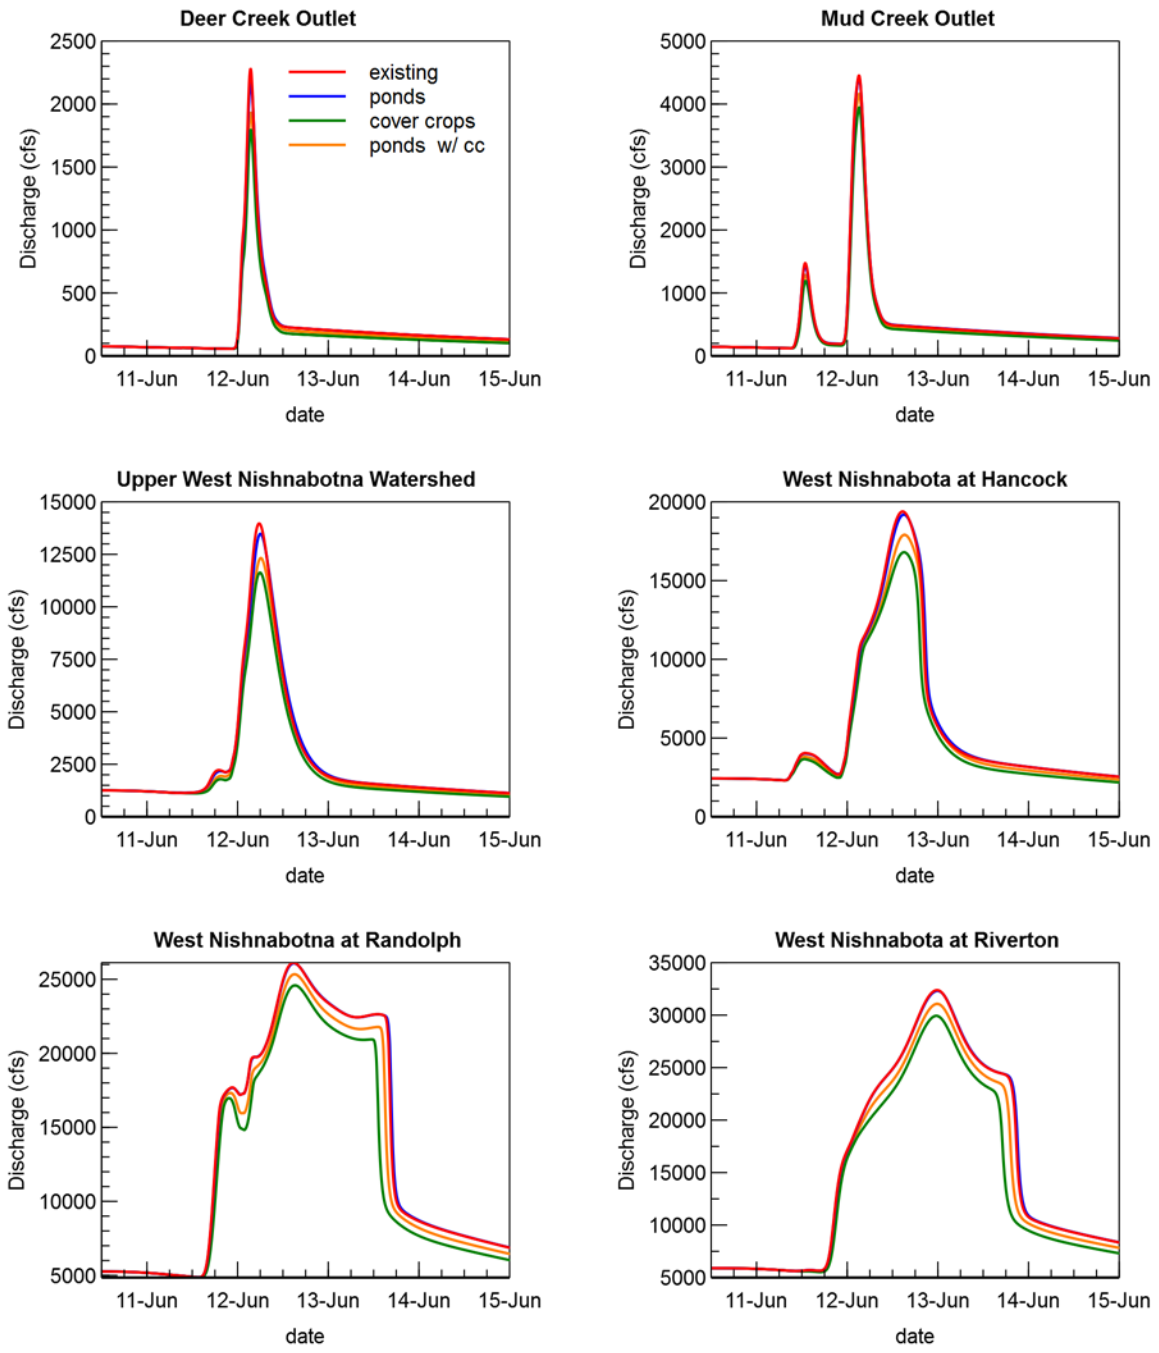 Deer Creek Outlet
2500
2000
1500
1000
500
0
Discharge (cfs)
existing
ponds
cover crops
ponds w/ cc
11-Jun 12-Jun 13-Jun 14-Jun 15-Jun
date
Mud Creek Outlet
5000
4000
3000
2000
1000
0
Discharge (cfs)
11-Jun 12-Jun 13-Jun 14-Jun 15-Jun
date
Upper West Nishnabotna Watershed
15000
12500
10000
7500
5000
2500
0
Discharge (cfs)
11-Jun 12-Jun 13-Jun 14-Jun 15-Jun
date
West Nishnabota at Hancock
20000
15000
10000
5000
0
Discharge (cfs)
11-Jun 12-Jun 13-Jun 14-Jun 15-Jun
date
West Nishnabotna at Randolph
25000
20000
15000
10000
5000
Discharge (cfs)
11-Jun 12-Jun 13-Jun 14-Jun 15-Jun
date
West Nishnabota at Riverton
35000
30000
25000
20000
15000
10000
5000
Discharge (cfs)
11-Jun 12-Jun 13-Jun 14-Jun 15-Jun
date